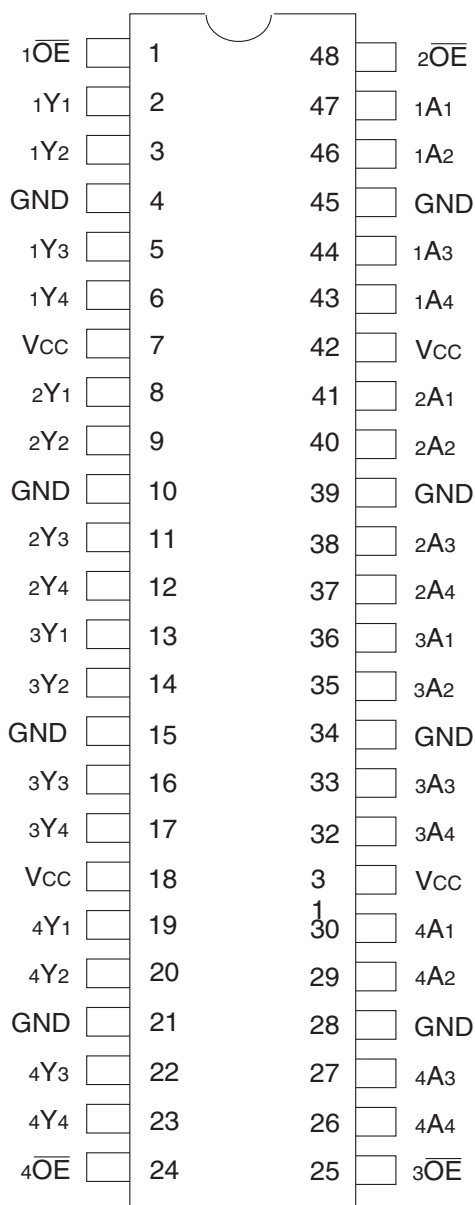 1OE 1 48 2OE
1Y1 2 47 1A1
1Y2 3 46 1A2
GND 4 45 GND
1Y3 5 44 1A3
1Y4 6 43 1A4
VCC 7 42 VCC
2Y1 8 41 2A1
2Y2 9 40 2A2
GND 10 39 GND
2Y3 11 38 2A3
2Y4 12 37 2A4
3Y1 13 36 3A1
3Y2 14 35 3A2
GND 15 34 GND
3Y3 16 33 3A3
3Y4 17 32 3A4
VCC 18 3 VCC
1
4Y1 19 30 4A1
4Y2 20 29 4A2
GND 21 28 GND
4Y3 22 27 4A3
4Y4 23 26 4A4
4OE 24 25 3OE